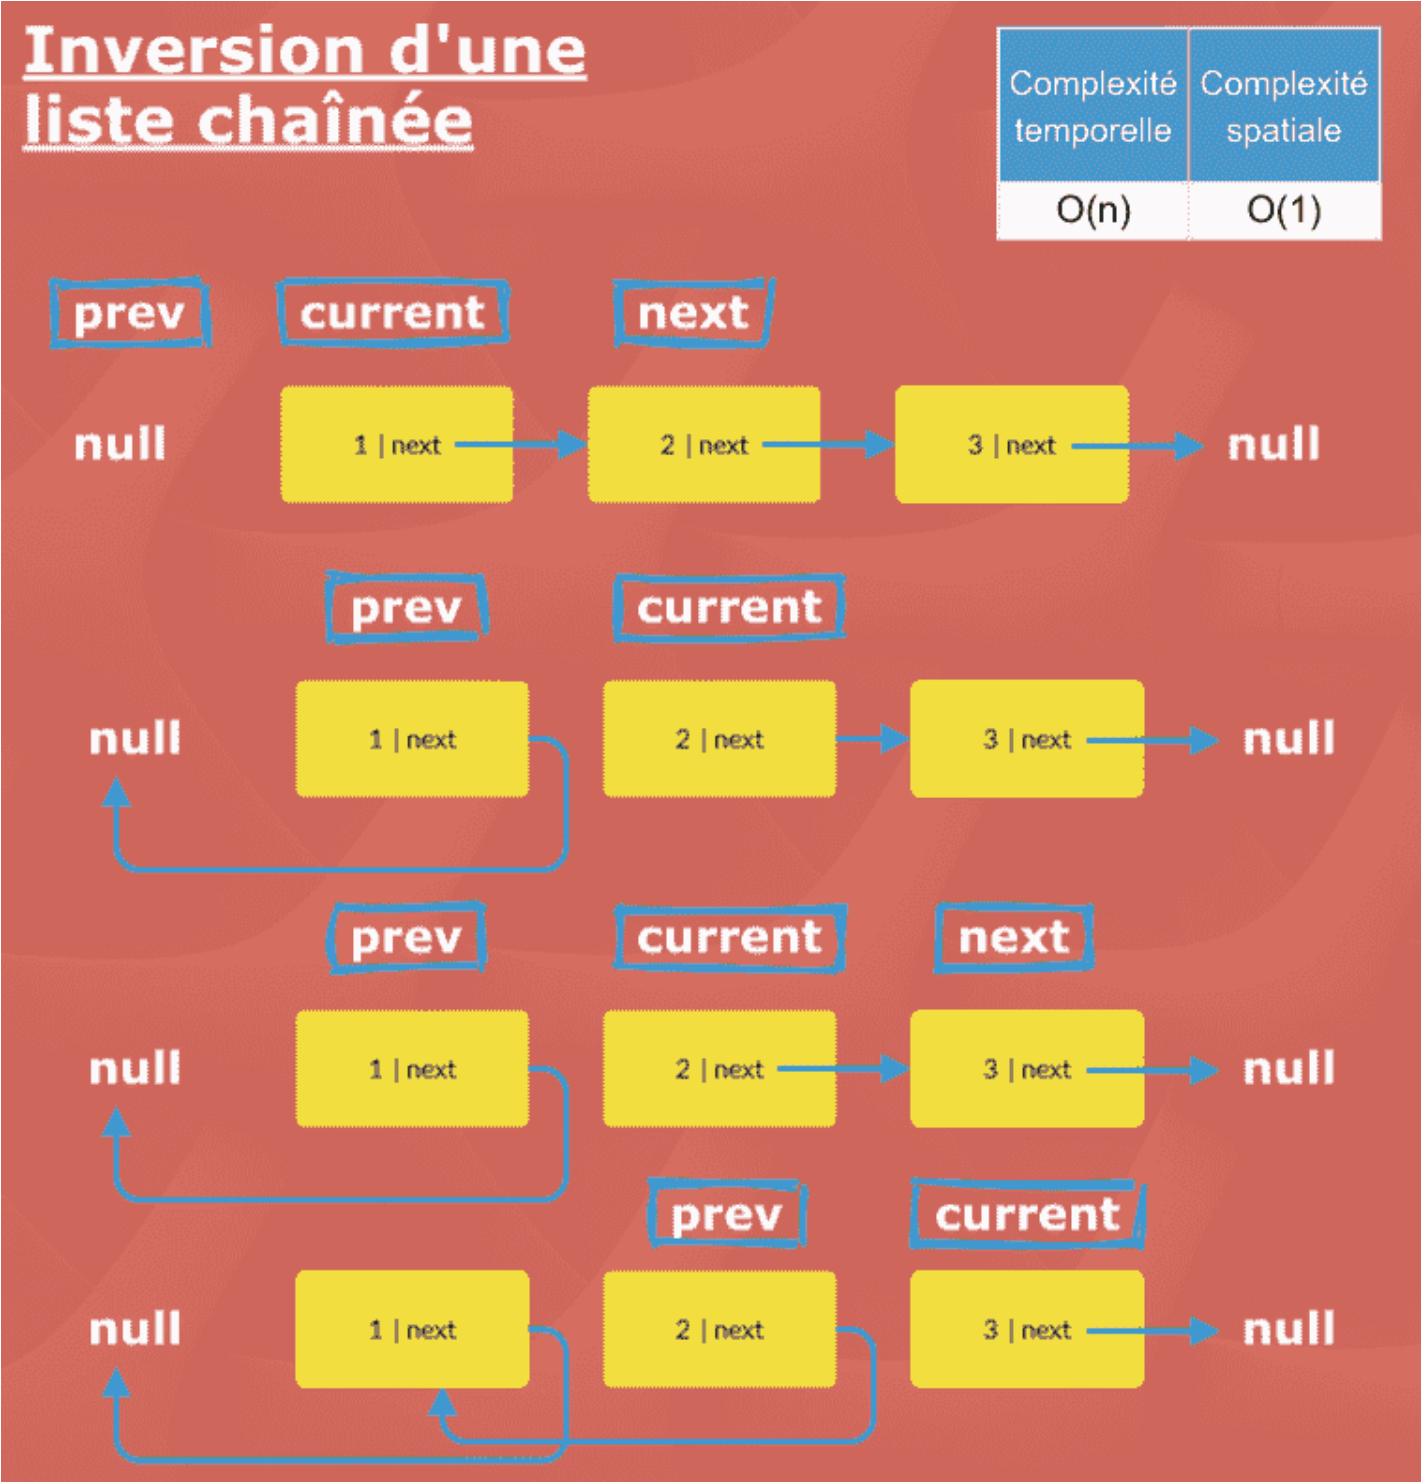 Inversion d'une
liste chaînée
Complexité temporelle
Complexité spatiale
O(n)
O(1)
prev
current
next
null
1 | next
2 | next
3 | next
null
prev
current
null
1 | next
2 | next
3 | next
null
prev
current
next
null
1 | next
2 | next
3 | next
null
prev
current
null
1 | next
2 | next
3 | next
null